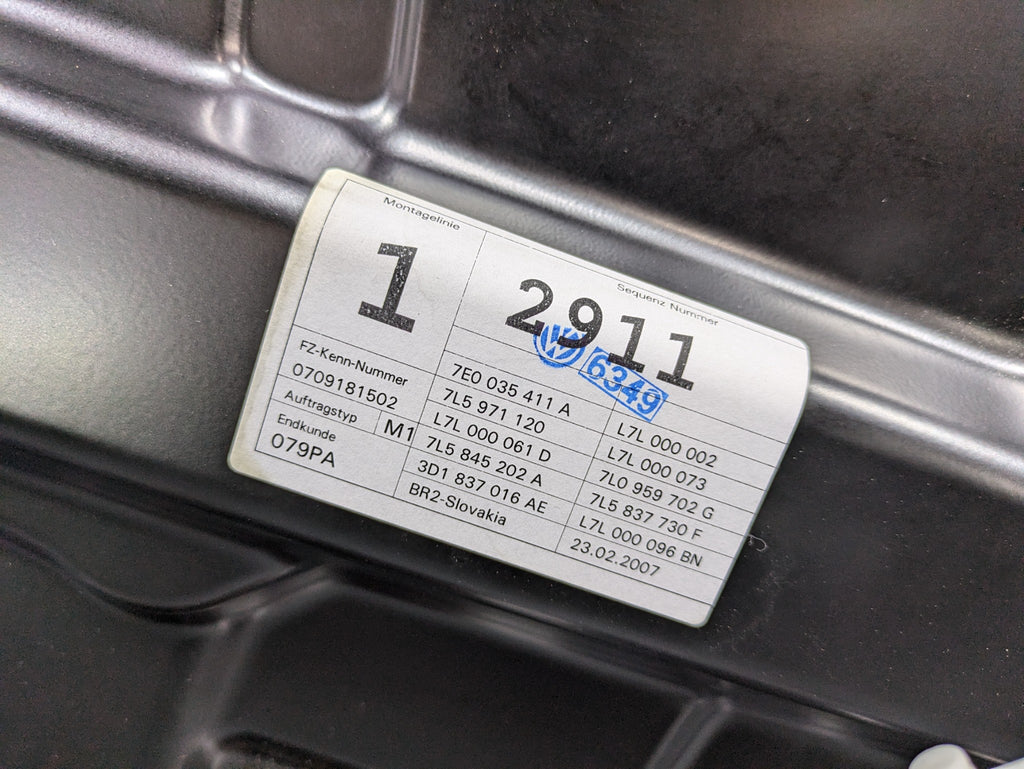 Montagelinie
Sequenz Nummer
1
2911
VW
6349
FZ-Kenn-Nummer
0709181502
Auftragstyp M1
Endkunde
079PA
7E0 035 411 A
7L5 971 120
L7L 000 061 D
7L5 845 202 A
3D1 837 016 AE
BR2-Slovakia
L7L 000 002
L7L 000 073
7L0 959 702 G
7L5 837 730 F
L7L 000 096 BN
23.02.2007